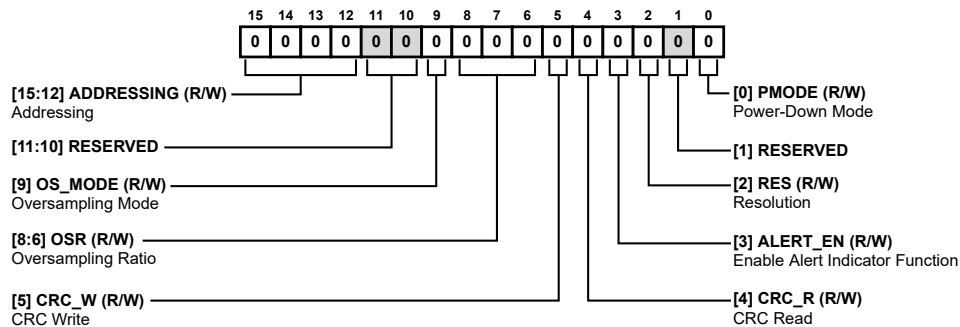 15 14 13 12 11 10 9 8 7 6 5 4 3 2 1 0
0 0 0 0 0 0 0 0 0 0 0 0 0 0 0 0
[15:12] ADDRESSING (R/W)
Addressing
[11:10] RESERVED
[9] OS_MODE (R/W)
Oversampling Mode
[8:6] OSR (R/W)
Oversampling Ratio
[5] CRC_W (R/W)
CRC Write
[0] PMODE (R/W)
Power-Down Mode
[1] RESERVED
[2] RES (R/W)
Resolution
[3] ALERT_EN (R/W)
Enable Alert Indicator Function
[4] CRC_R (R/W)
CRC Read